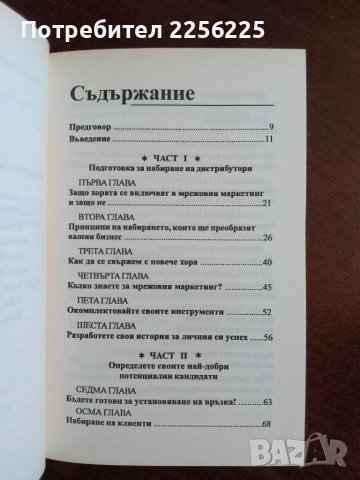 Потребител 2256225
Съдържание
Предговор 9
Въведение 11
✶ ЧАСТ I ✶
Подготовка за набиране на дистрибутори
ПЪРВА ГЛАВА
Защо хората се включват в мрежовия маркетинг
и защо не 21
ВТОРА ГЛАВА
Принципи на набирането, които ще преобразят
вашия бизнес 26
ТРЕТА ГЛАВА
Как да се свържем с повече хора 40
ЧЕТВЪРТА ГЛАВА
Колко знаете за мрежовия маркетинг? 45
ПЕТА ГЛАВА
Окомплектовайте своите инструменти 52
ШЕСТА ГЛАВА
Разработете своя история за личния си успех 56
✶ ЧАСТ II ✶
Определете своите най-добри
потенциални кандидати
СЕДМА ГЛАВА
Бъдете готови за установяване на връзка! 63
ОСМА ГЛАВА
Набиране на клиенти 68
BAZAR